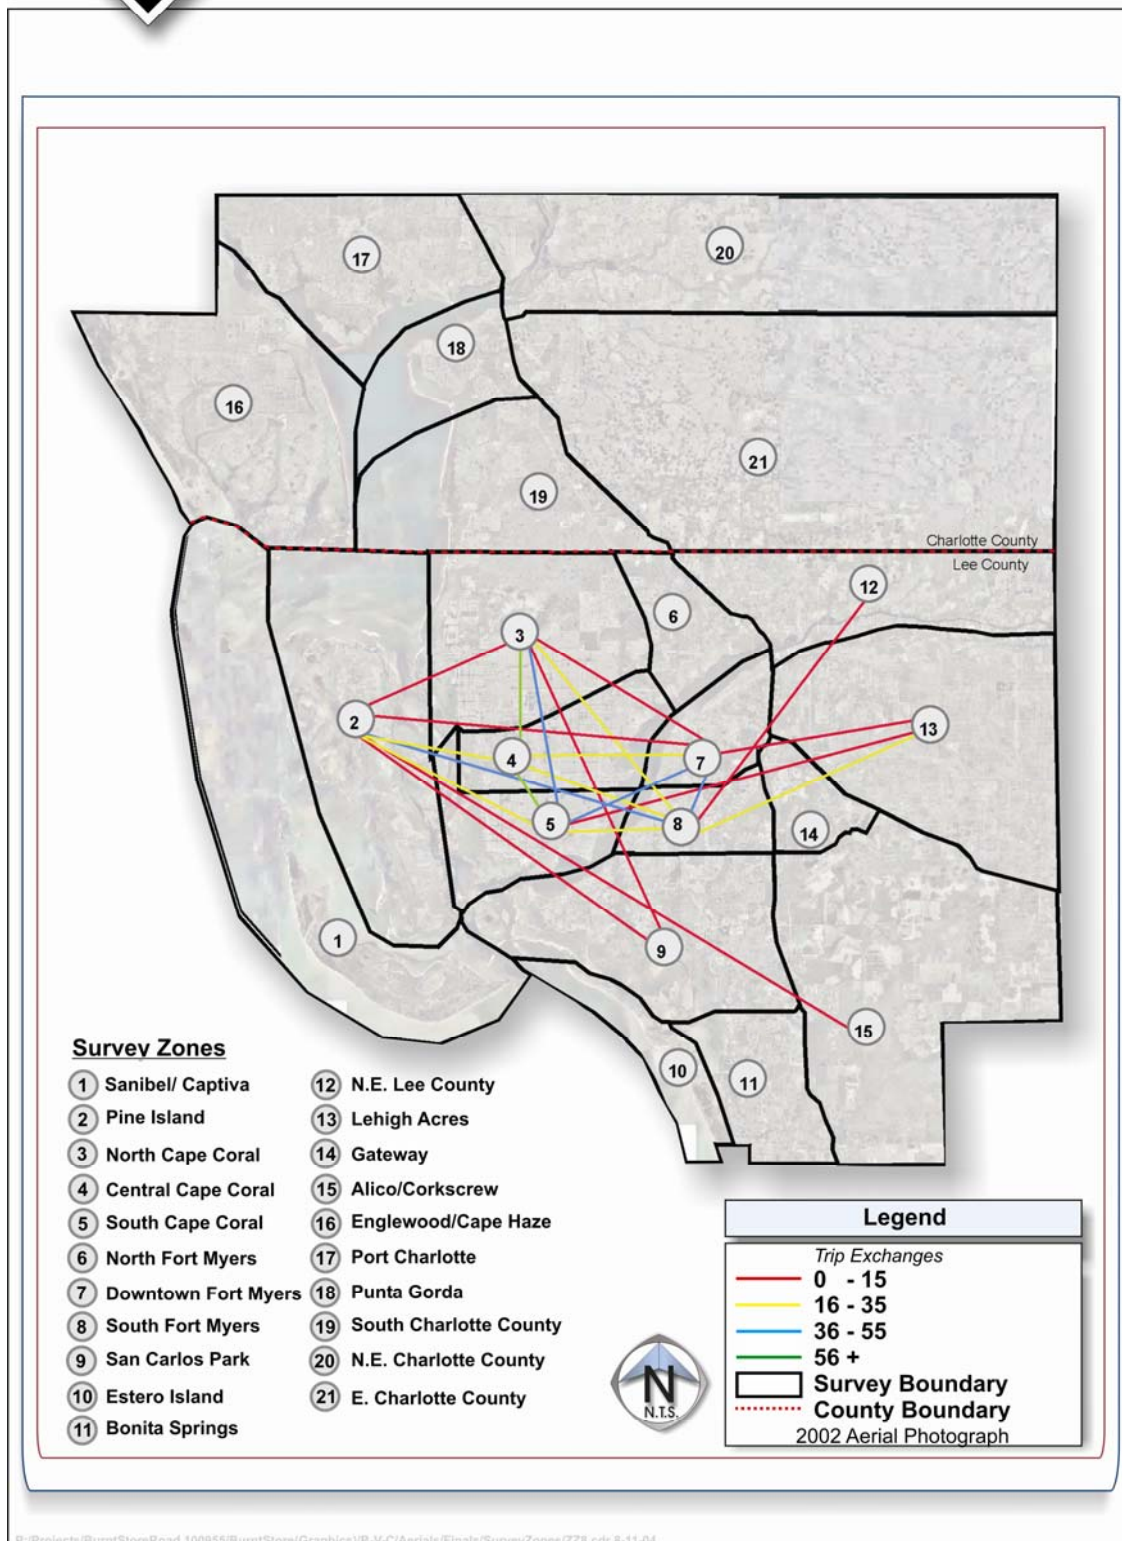 17
20
18
16
21
19
Charlotte County
Lee County
12
6
3
2
13
4
7
5
8
14
1
9
15
10
11
Survey Zones
1 Sanibel/ Captiva
2 Pine Island
3 North Cape Coral
4 Central Cape Coral
5 South Cape Coral
6 North Fort Myers
7 Downtown Fort Myers
8 South Fort Myers
9 San Carlos Park
10 Estero Island
11 Bonita Springs
12 N.E. Lee County
13 Lehigh Acres
14 Gateway
15 Alico/Corkscrew
16 Englewood/Cape Haze
17 Port Charlotte
18 Punta Gorda
19 South Charlotte County
20 N.E. Charlotte County
21 E. Charlotte County
N
N.T.S.
Legend
Trip Exchanges
0 - 15
16 - 35
36 - 55
56 +
Survey Boundary
County Boundary
2002 Aerial Photograph